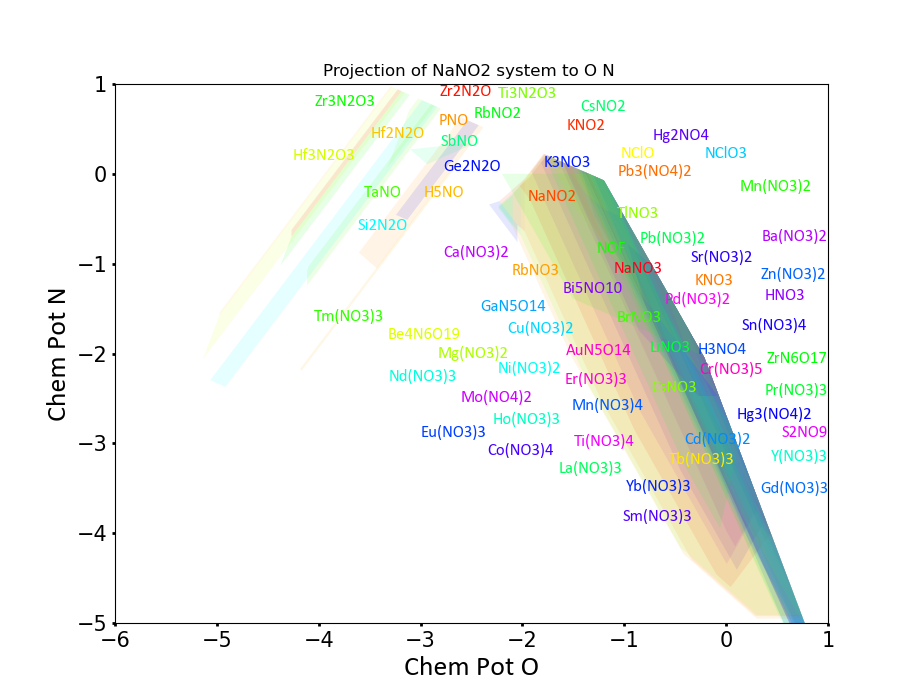 Projection of NaNO2 system to O N
Chem Pot N
1
0
−1
−2
−3
−4
−5
Zr2N2O
Ti3N2O3
Zr3N2O3
CsNO2
RbNO2
PNO
KNO2
Hf2N2O
Hg2NO4
SbNO
Hf3N2O3
NClO
NClO3
Ge2N2O
K3NO3
Pb3(NO4)2
Mn(NO3)2
TaNO
H5NO
NaNO2
TlNO3
Si2N2O
Pb(NO3)2
Ba(NO3)2
NOF
Ca(NO3)2
Sr(NO3)2
RbNO3
NaNO3
Zn(NO3)2
KNO3
Bi5NO10
HNO3
Pd(NO3)2
GaN5O14
Tm(NO3)3
BrNO3
Cu(NO3)2
Sn(NO3)4
Be4N6O19
AuN5O14
LiNO3
H3NO4
Mg(NO3)2
ZrN6O17
Ni(NO3)2
Cr(NO3)5
Nd(NO3)3
Er(NO3)3
CsNO3
Pr(NO3)3
Mo(NO4)2
Mn(NO3)4
Hg3(NO4)2
Ho(NO3)3
Eu(NO3)3
S2NO9
Ti(NO3)4
Cd(NO3)2
Co(NO3)4
Tb(NO3)3
Y(NO3)3
La(NO3)3
Yb(NO3)3
Gd(NO3)3
Sm(NO3)3
−6 −5 −4 −3 −2 −1 0 1
Chem Pot O